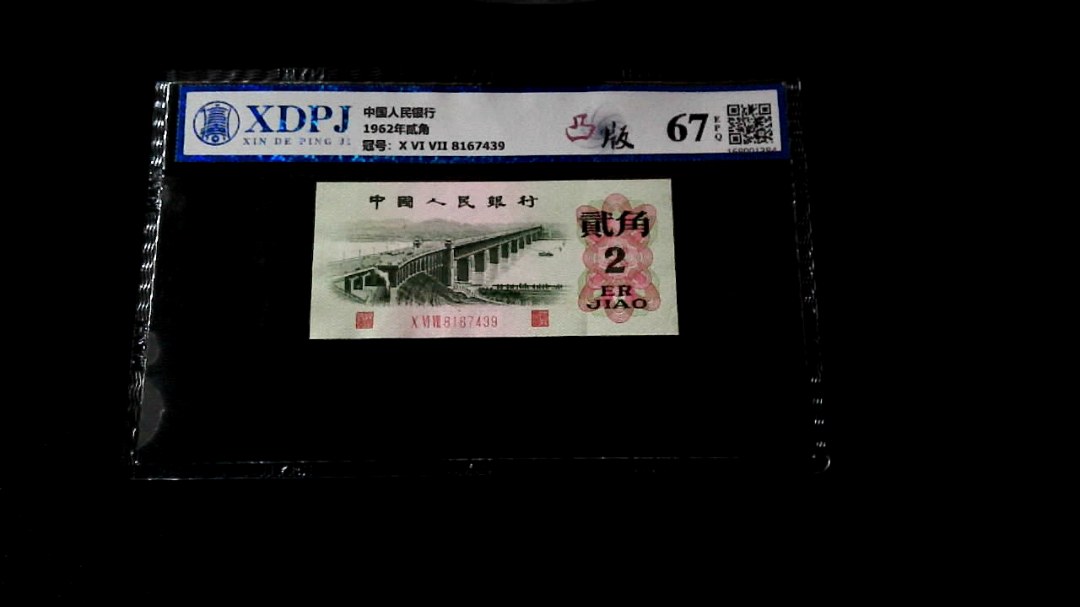 XDPJ
XIN DE PING JI
中国人民银行
1962年贰角
冠号：X VI VII 8167439
凸版
67
EPQ
中國人民銀行
貳角
2
ER
JIAO
X VI VII 8167439